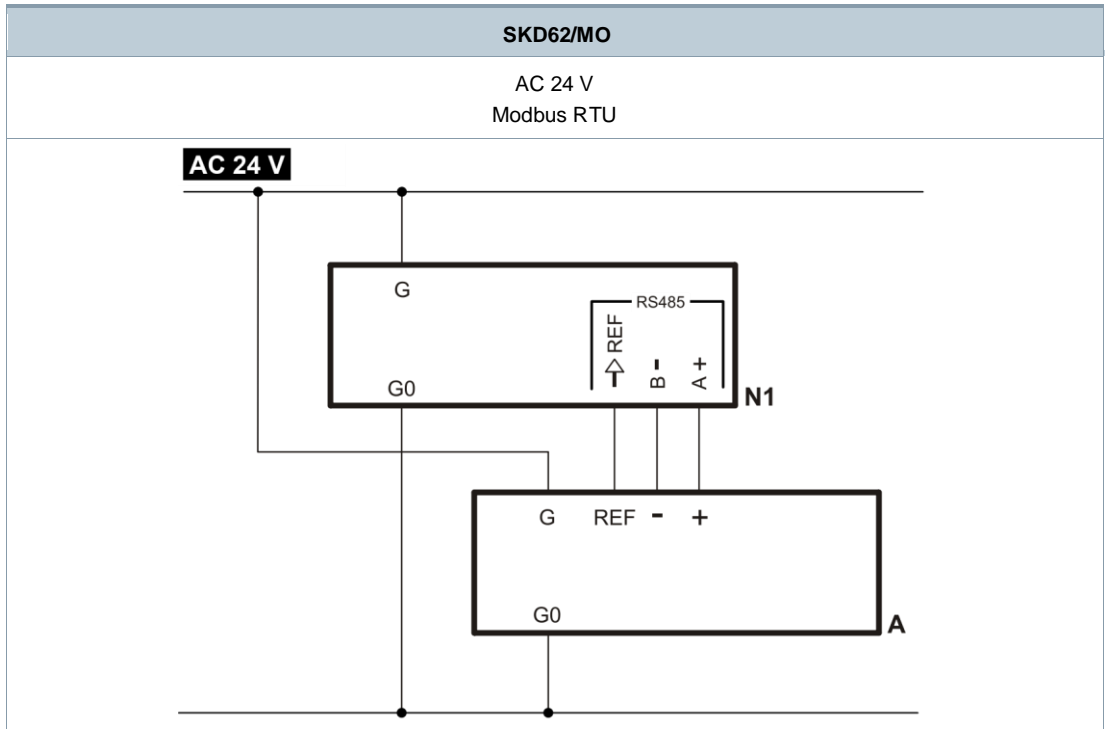 SKD62/MO
AC 24 V
Modbus RTU
AC 24 V
G
RS485
REF
B -
A +
G0
N1
G REF - +
G0
A